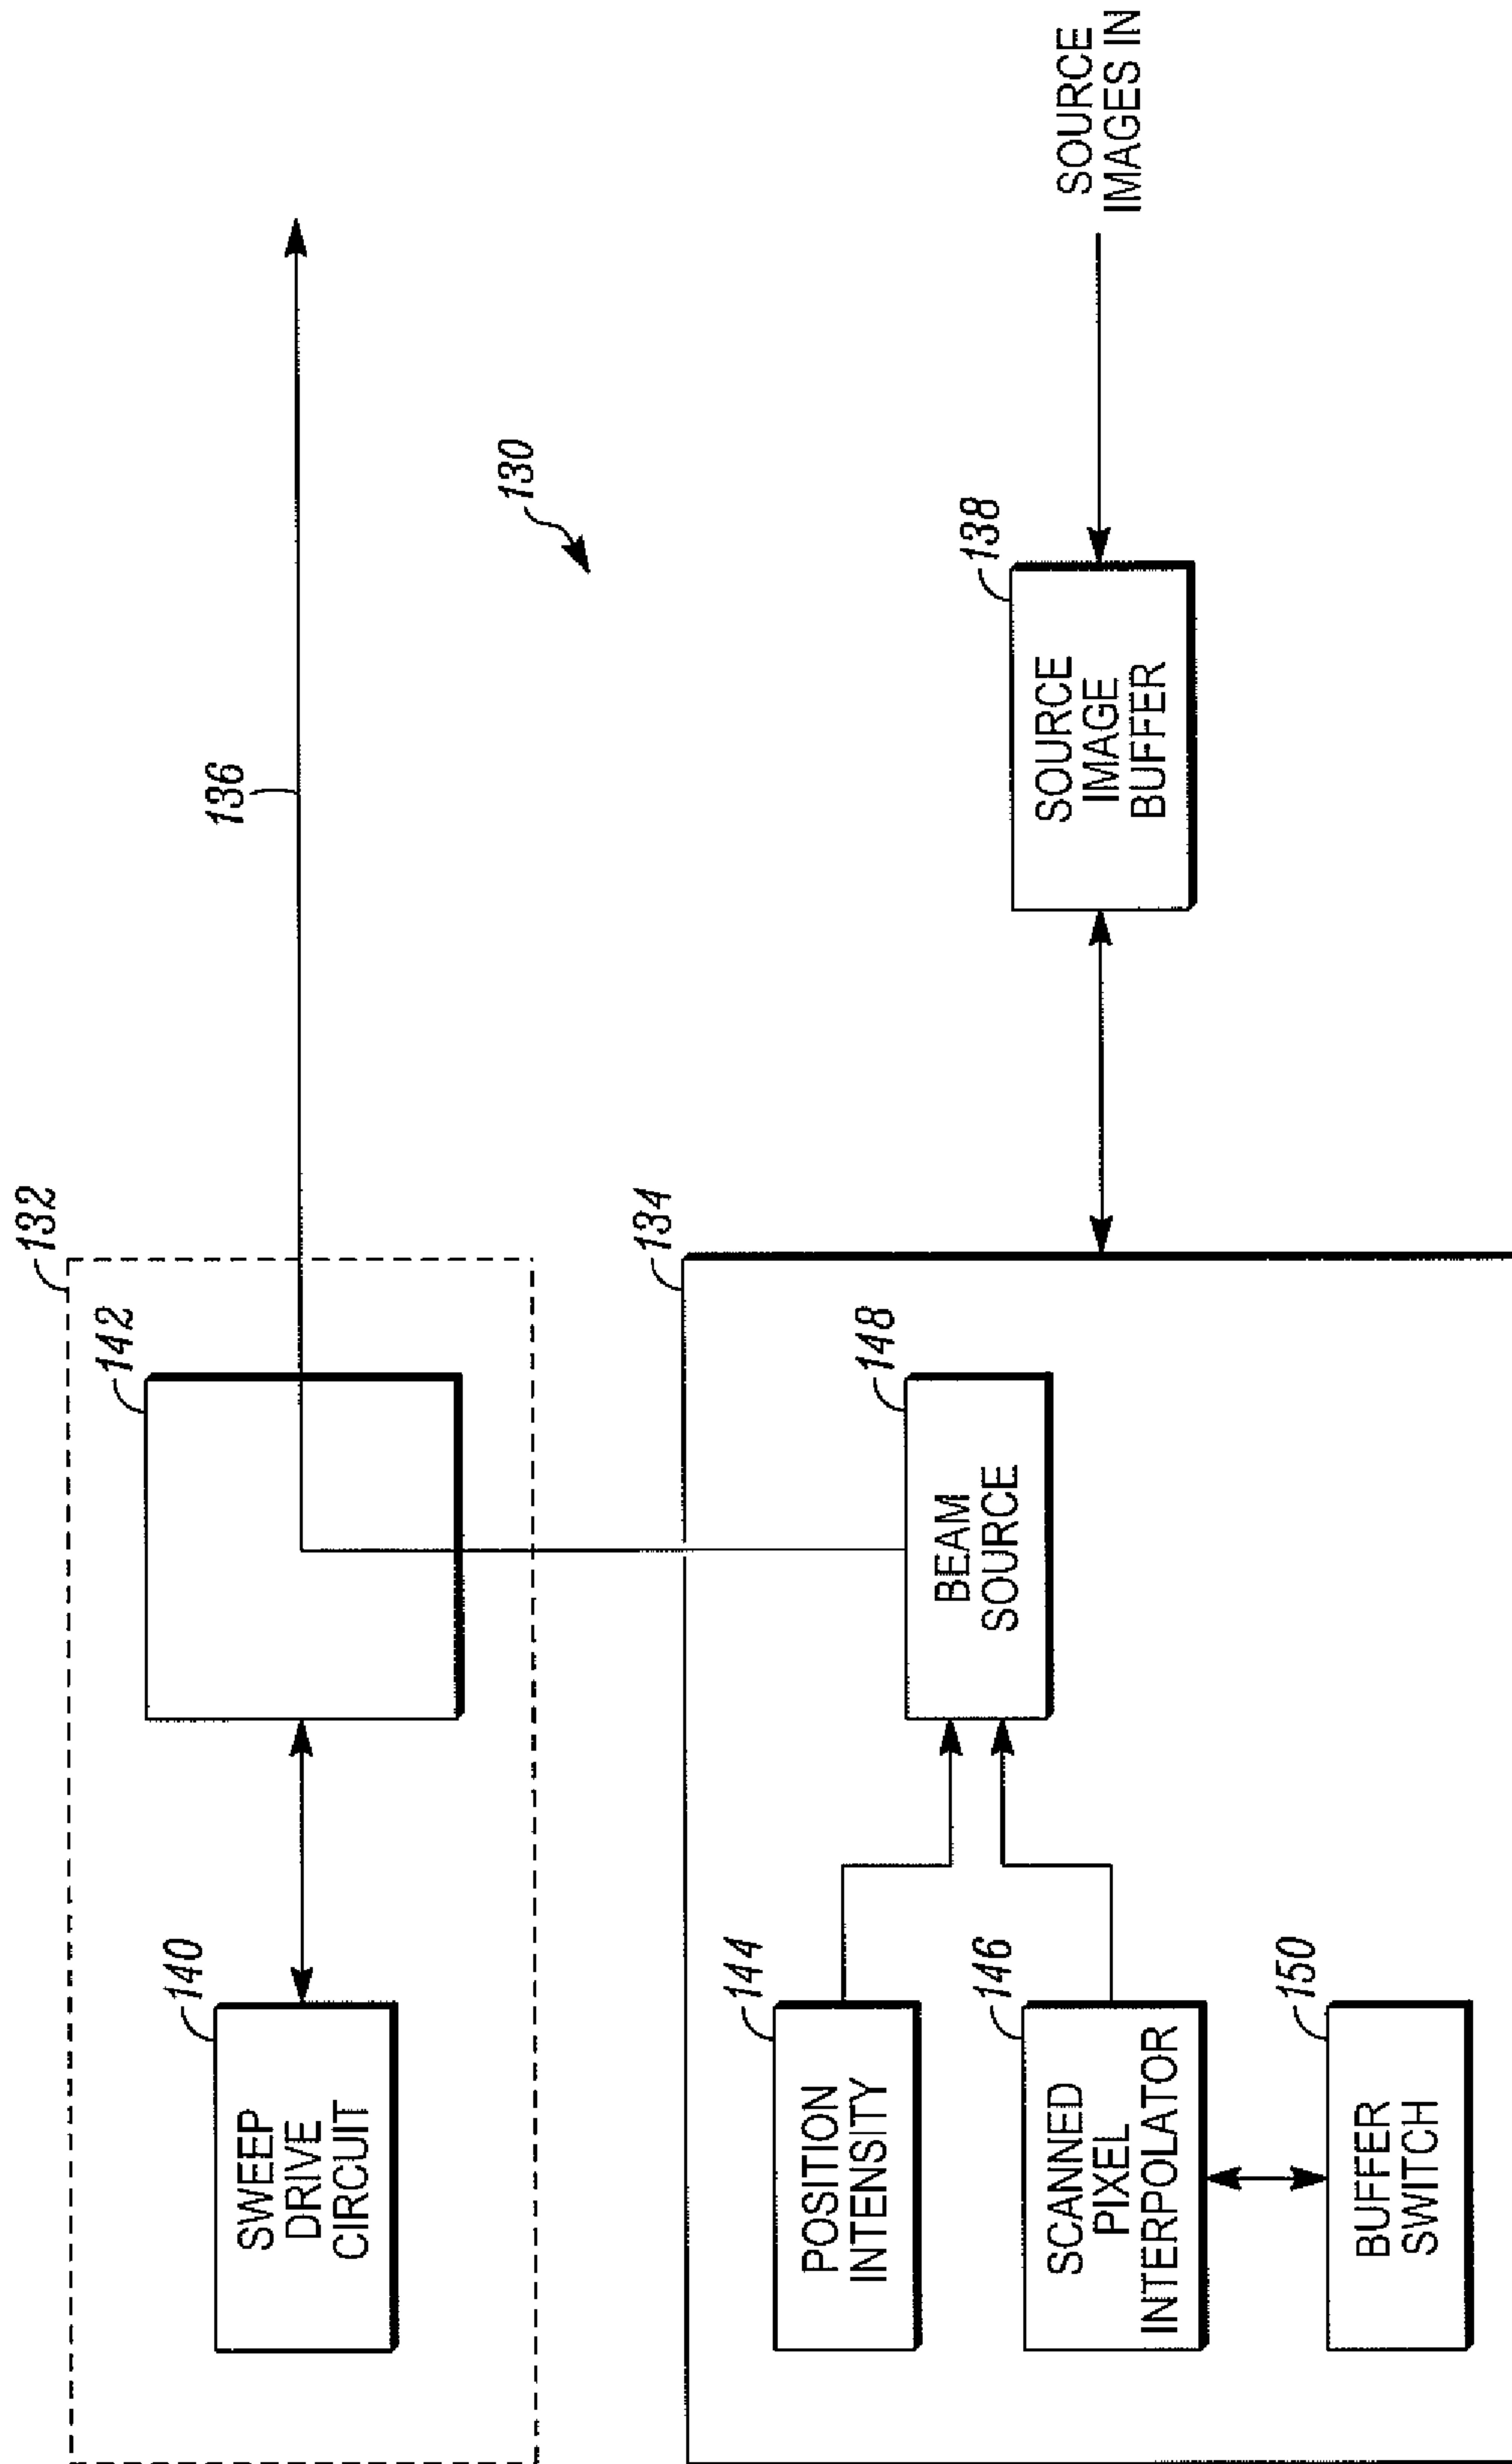 132
142
136
140
SWEEP
DRIVE
CIRCUIT
130
134
144
POSITION
INTENSITY
148
BEAM
SOURCE
146
SCANNED
PIXEL
INTERPOLATOR
150
BUFFER
SWITCH
138
SOURCE
IMAGE
BUFFER
SOURCE
IMAGES IN